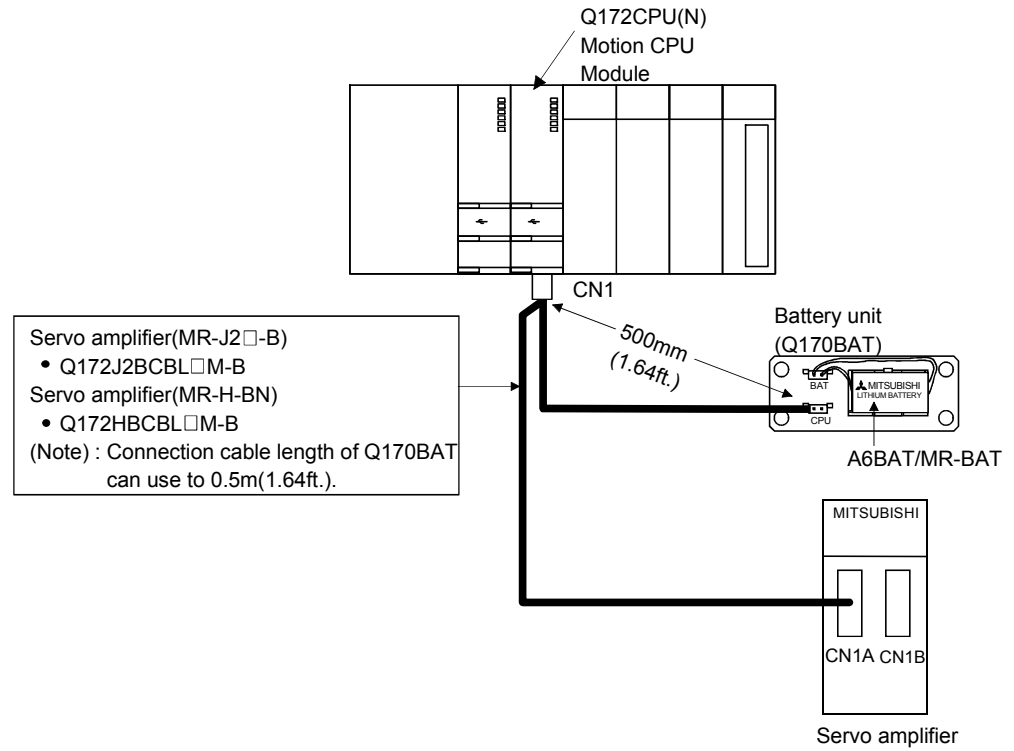 Q172CPU(N)
Motion CPU
Module
CN1
500mm
(1.64ft.)
Servo amplifier(MR-J2□-B)
• Q172J2BCBL□M-B
Servo amplifier(MR-H-BN)
• Q172HBCBL□M-B
(Note) : Connection cable length of Q170BAT
can use to 0.5m(1.64ft.).
Battery unit
(Q170BAT)
BAT
MITSUBISHI
LITHIUM BATTERY
CPU
A6BAT/MR-BAT
MITSUBISHI
CN1A CN1B
Servo amplifier